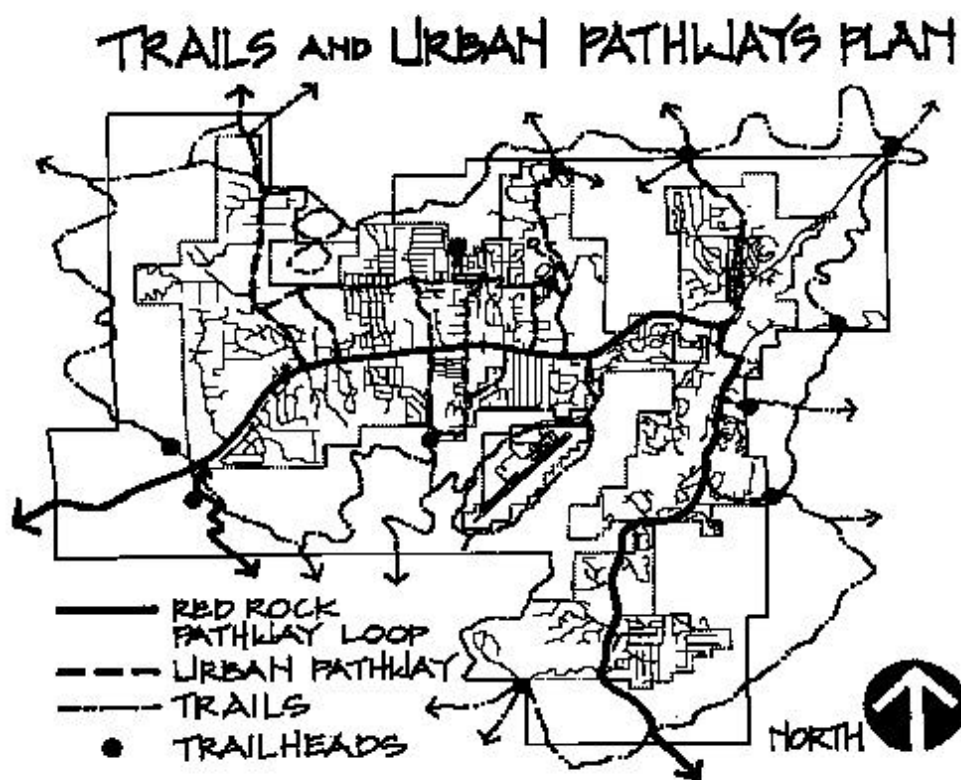 TRAILS AND URBAN PATHWAYS PLAN
RED ROCK
PATHWAY LOOP
URBAN PATHWAY
TRAILS
TRAILHEADS
NORTH